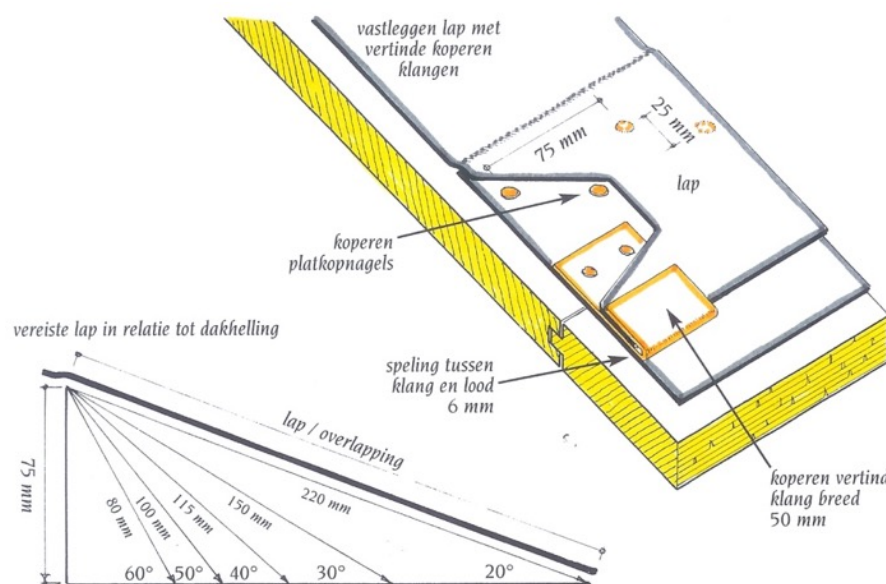 vastleggen lap met
vertinde koperen
klangen
25 mm
75 mm
lap
koperen
platkopnagels
vereiste lap in relatie tot dakhelling
speling tussen
klang en lood
6 mm
lap / overlapping
75 mm
80 mm
100 mm
115 mm
150 mm
220 mm
60°
50°
40°
30°
20°
koperen vertind
klang breed
50 mm